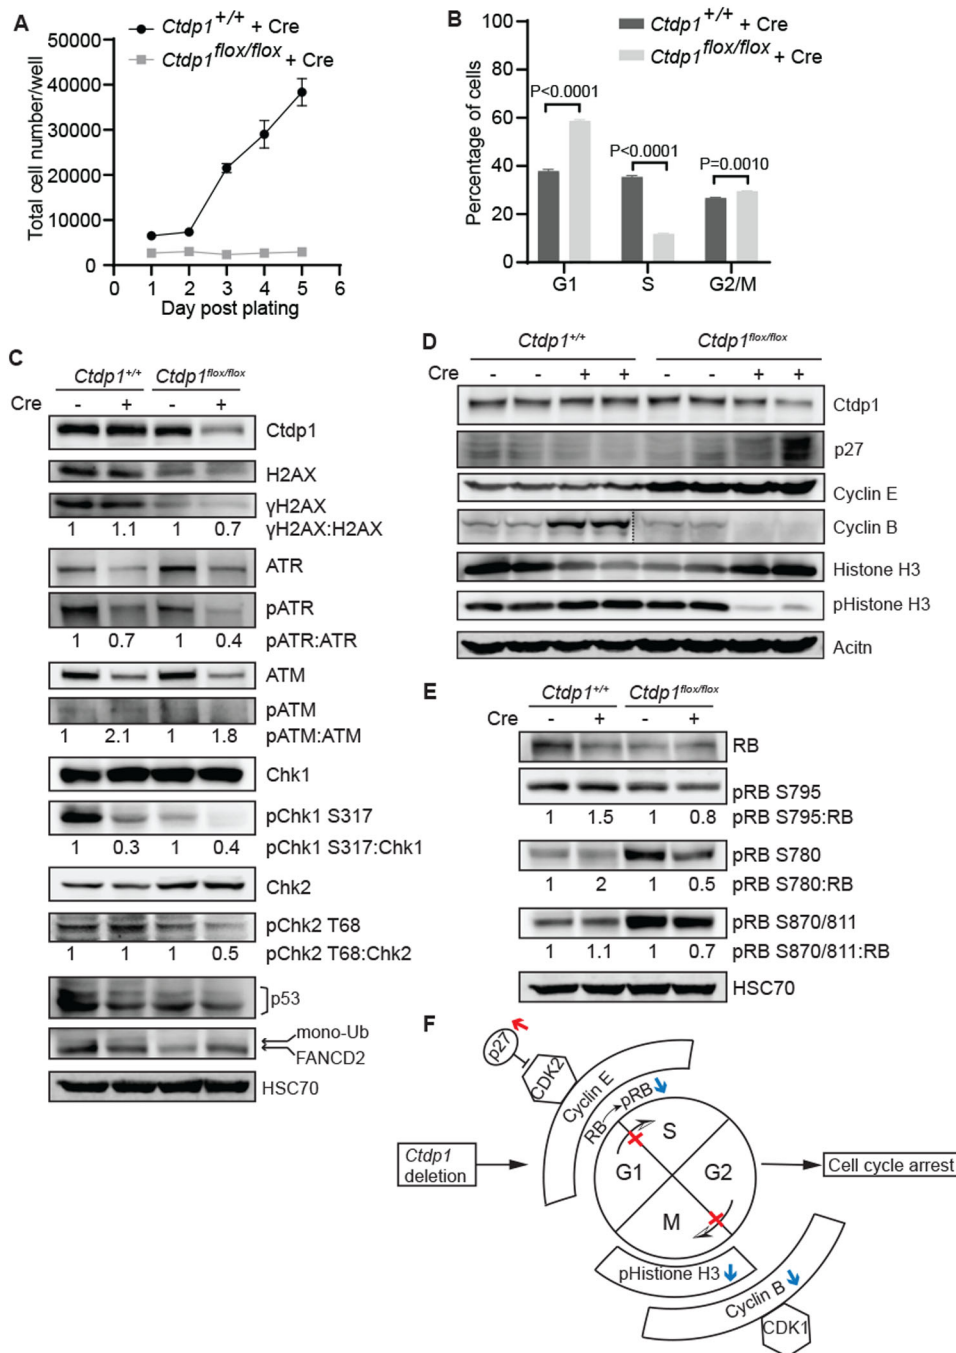 A
Ctdp1+/+ + Cre
Ctdp1flox/flox + Cre
Total cell number/well
50000
40000
30000
20000
10000
0
0 1 2 3 4 5 6
Day post plating
B
Ctdp1+/+ + Cre
Ctdp1flox/flox + Cre
Percentage of cells
100
80
60
40
20
0
P<0.0001
P<0.0001
P=0.0010
G1 S G2/M
C
Ctdp1+/+ Ctdp1flox/flox
Cre - + - +
Ctdp1
H2AX
γH2AX
1 1.1 1 0.7 γH2AX:H2AX
ATR
pATR
1 0.7 1 0.4 pATR:ATR
ATM
pATM
1 2.1 1 1.8 pATM:ATM
Chk1
pChk1 S317
1 0.3 1 0.4 pChk1 S317:Chk1
Chk2
pChk2 T68
1 1 1 0.5 pChk2 T68:Chk2
p53
mono-Ub
FANCD2
HSC70
D
Ctdp1+/+ Ctdp1flox/flox
Cre - - + + - - + +
Ctdp1
p27
Cyclin E
Cyclin B
Histone H3
pHistone H3
Acitn
E
Ctdp1+/+ Ctdp1flox/flox
Cre - + - +
RB
pRB S795
1 1.5 1 0.8 pRB S795:RB
pRB S780
1 2 1 0.5 pRB S780:RB
pRB S870/811
1 1.1 1 0.7 pRB S870/811:RB
HSC70
F
p27
CDK2
Cyclin E
RB pRB
S
G1 G2
M
Ctdp1
deletion
Cell cycle arrest
pHistione H3
Cyclin B
CDK1